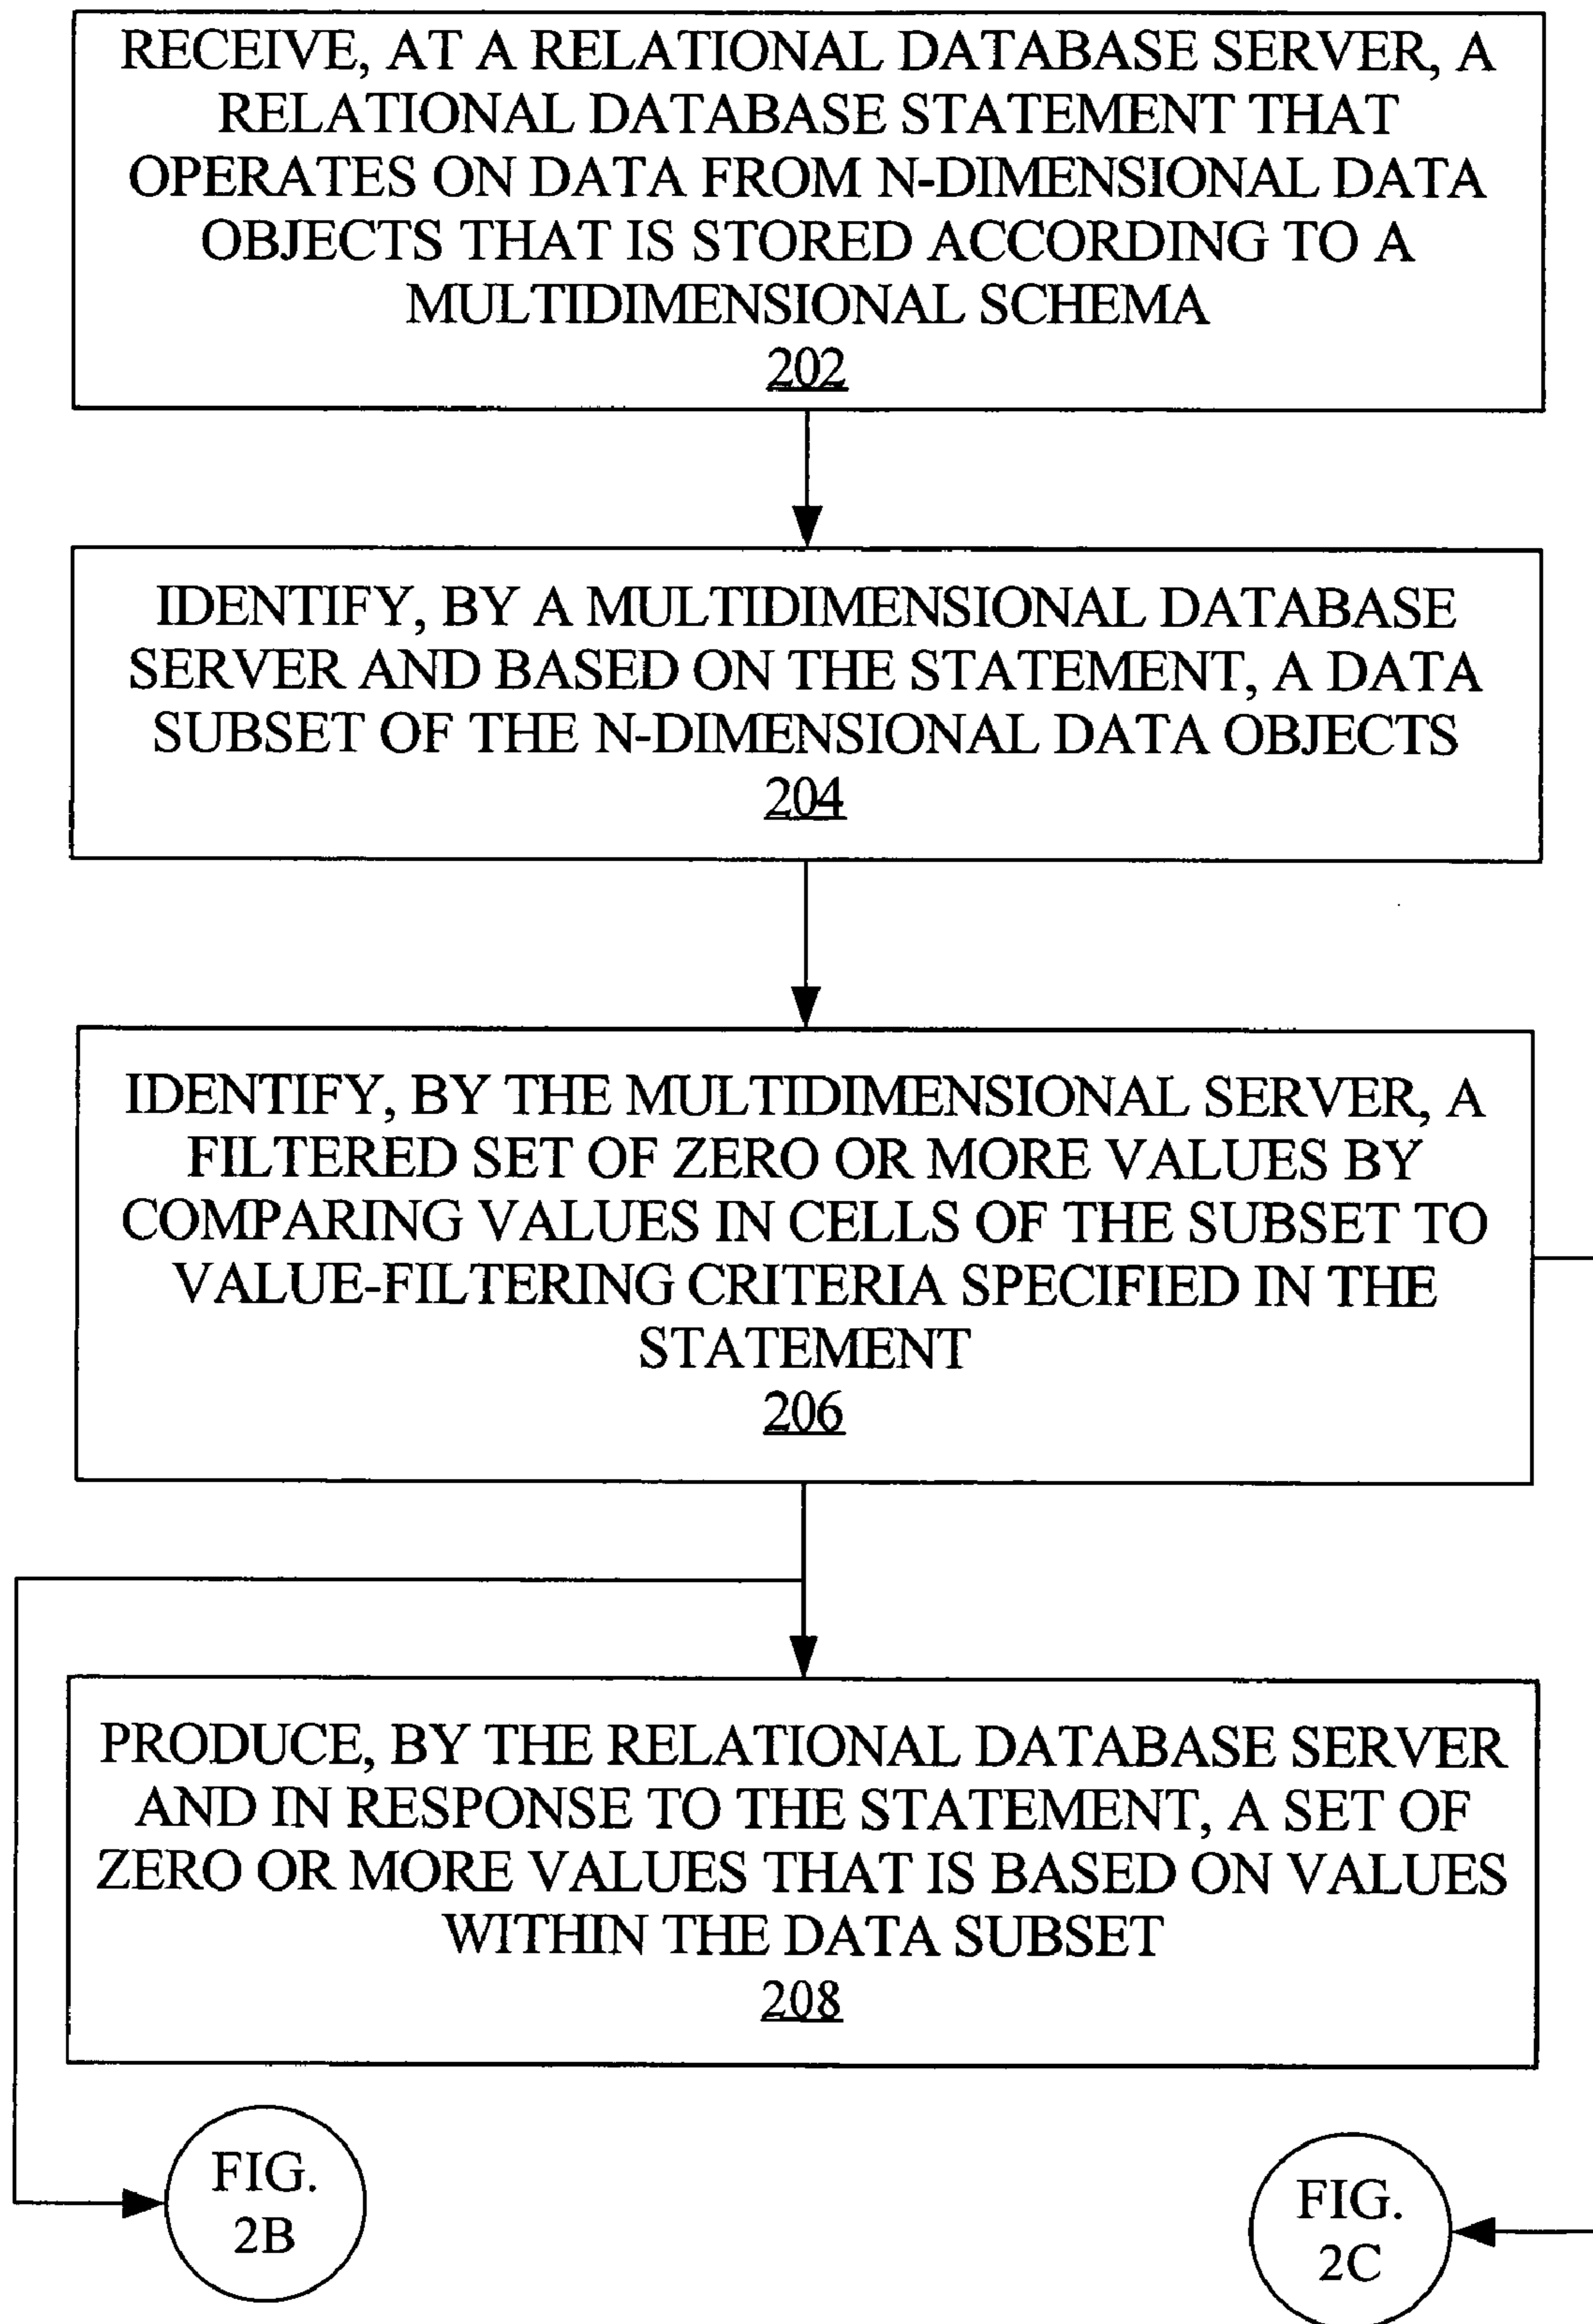 RECEIVE, AT A RELATIONAL DATABASE SERVER, A
RELATIONAL DATABASE STATEMENT THAT
OPERATES ON DATA FROM N-DIMENSIONAL DATA
OBJECTS THAT IS STORED ACCORDING TO A
MULTIDIMENSIONAL SCHEMA
202
IDENTIFY, BY A MULTIDIMENSIONAL DATABASE
SERVER AND BASED ON THE STATEMENT, A DATA
SUBSET OF THE N-DIMENSIONAL DATA OBJECTS
204
IDENTIFY, BY THE MULTIDIMENSIONAL SERVER, A
FILTERED SET OF ZERO OR MORE VALUES BY
COMPARING VALUES IN CELLS OF THE SUBSET TO
VALUE-FILTERING CRITERIA SPECIFIED IN THE
STATEMENT
206
PRODUCE, BY THE RELATIONAL DATABASE SERVER
AND IN RESPONSE TO THE STATEMENT, A SET OF
ZERO OR MORE VALUES THAT IS BASED ON VALUES
WITHIN THE DATA SUBSET
208
FIG.
2B
FIG.
2C